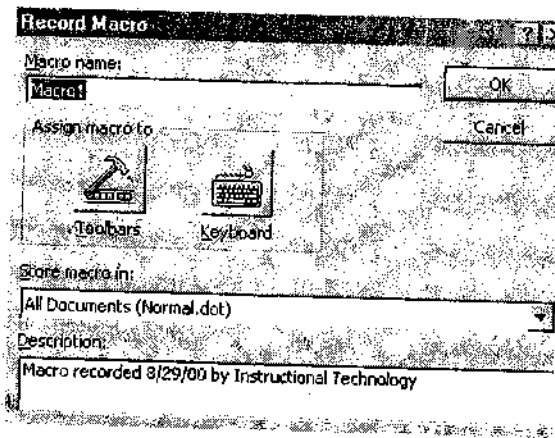 Record Macro
Macro name:
Macro1
OK
Cancel
Assign macro to
Toolbars
Keyboard
Store macro in:
All Documents (Normal.dot)
Description:
Macro recorded 8/29/00 by Instructional Technology